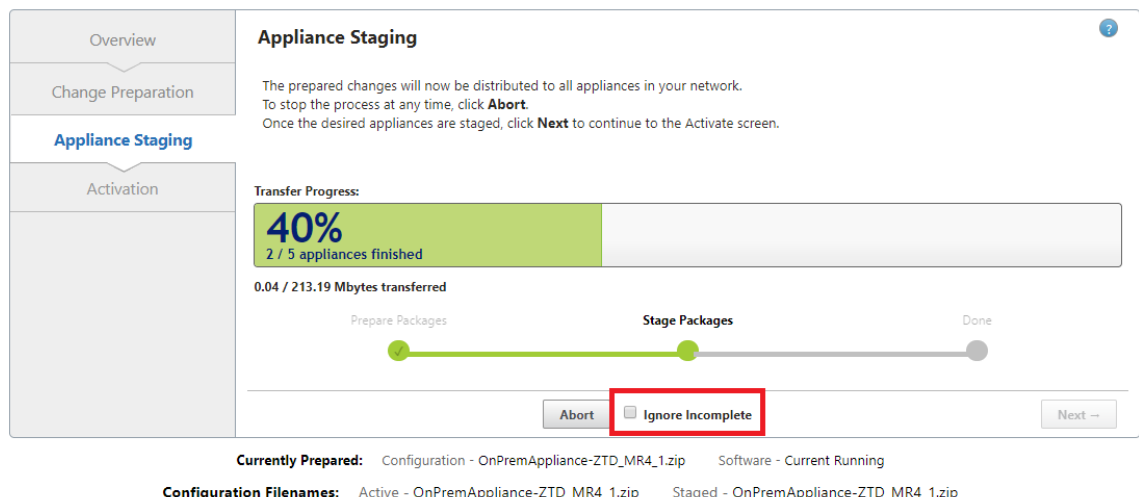 Overview
Change Preparation
Appliance Staging
Activation
Appliance Staging
?
The prepared changes will now be distributed to all appliances in your network.
To stop the process at any time, click Abort.
Once the desired appliances are staged, click Next to continue to the Activate screen.
Transfer Progress:
40%
2 / 5 appliances finished
0.04 / 213.19 Mbytes transferred
Prepare Packages Stage Packages Done
Abort Ignore Incomplete Next →
Currently Prepared: Configuration - OnPremAppliance-ZTD_MR4_1.zip Software - Current Running
Configuration Filenames: Active - OnPremAppliance-ZTD_MR4_1.zip Staged - OnPremAppliance-ZTD_MR4_1.zip